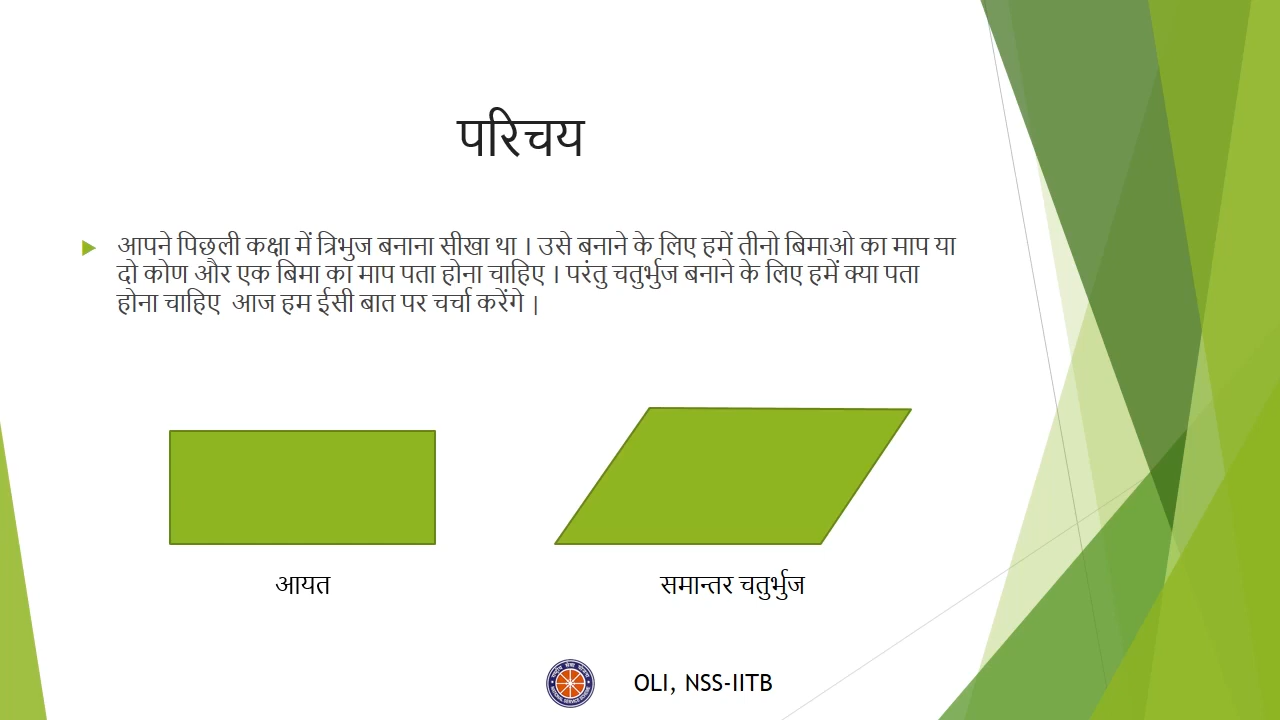 परिचय
आपने पिछली कक्षा में त्रिभुज बनाना सीखा था । उसे बनाने के लिए हमें तीनो बिमाओ का माप या
दो कोण और एक बिमा का माप पता होना चाहिए । परंतु चतुर्भुज बनाने के लिए हमें क्या पता
होना चाहिए आज हम ईसी बात पर चर्चा करेंगे |
आयत
समान्तर चतुर्भुज
OLI, NSS-IITB